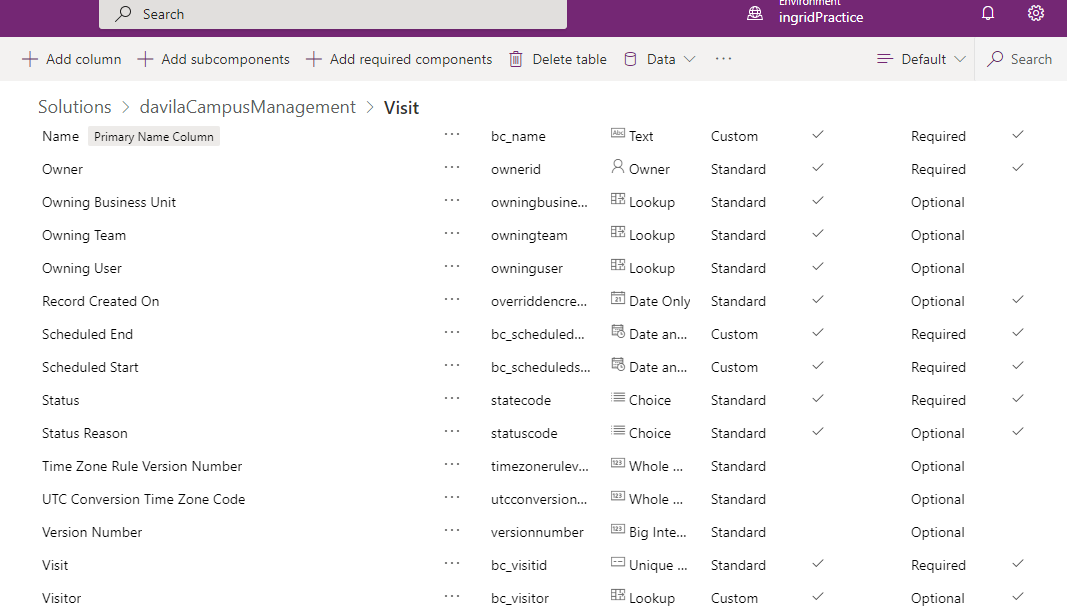 Environment
Search
ingridPractice
Add column Add subcomponents Add required components Delete table Data ··· Default Search
Solutions > davilaCampusManagement > Visit
Name Primary Name Column ··· bc_name Abc Text Custom ✓ Required ✓
Owner ··· ownerid Owner Standard ✓ Required ✓
Owning Business Unit ··· owningbusine... Lookup Standard ✓ Optional
Owning Team ··· owningteam Lookup Standard ✓ Optional
Owning User ··· owninguser Lookup Standard ✓ Optional
Record Created On ··· overriddencre... 21 Date Only Standard ✓ Optional ✓
Scheduled End ··· bc_scheduled... Date an... Custom ✓ Required ✓
Scheduled Start ··· bc_scheduleds... Date an... Custom ✓ Required ✓
Status ··· statecode Choice Standard ✓ Required ✓
Status Reason ··· statuscode Choice Standard ✓ Optional ✓
Time Zone Rule Version Number ··· timezonerulev... 123 Whole ... Standard Optional
UTC Conversion Time Zone Code ··· utcconversion... 123 Whole ... Standard Optional
Version Number ··· versionnumber 123 Big Inte... Standard Optional
Visit ··· bc_visitid Unique ... Standard ✓ Required ✓
Visitor ··· bc_visitor Lookup Custom ✓ Optional ✓